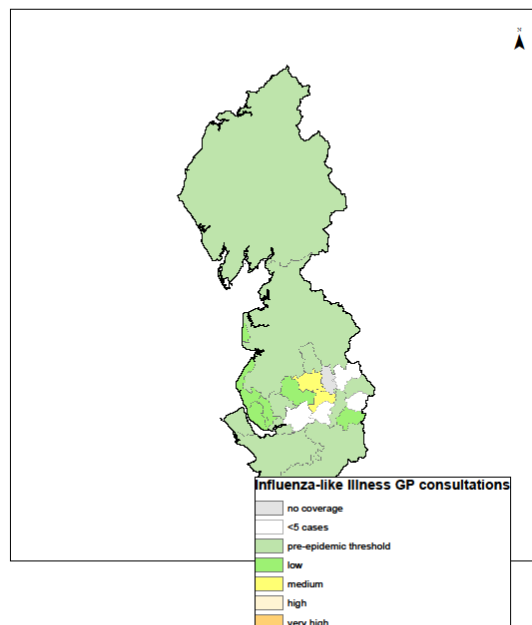 N
Influenza-like Illness GP consultations
no coverage
<5 cases
pre-epidemic threshold
low
medium
high
very high